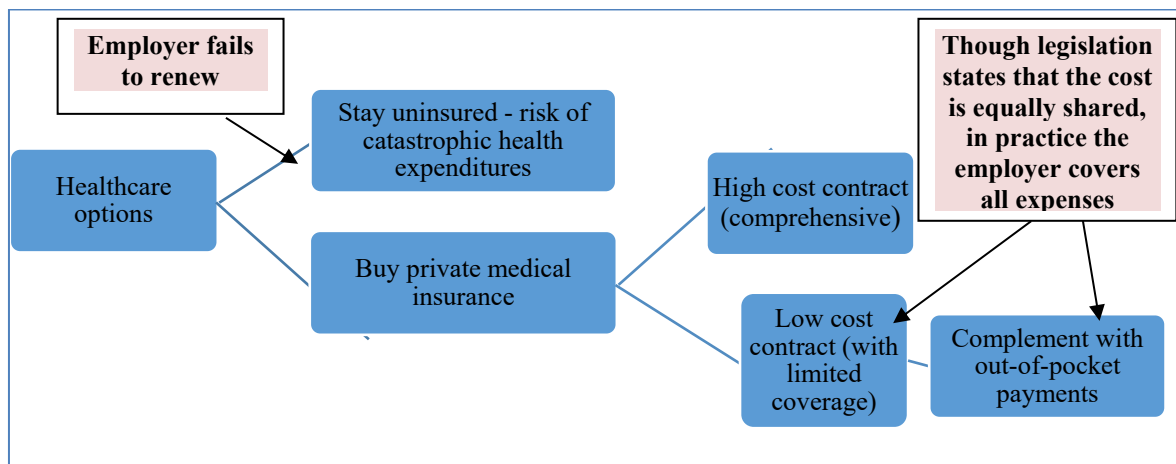 Employer fails
to renew
Though legislation
states that the cost
is equally shared,
in practice the
employer covers
all expenses
Stay uninsured - risk of
catastrophic health
expenditures
Healthcare
options
High cost contract
(comprehensive)
Buy private medical
insurance
Low cost
contract (with
limited
coverage)
Complement with
out-of-pocket
payments